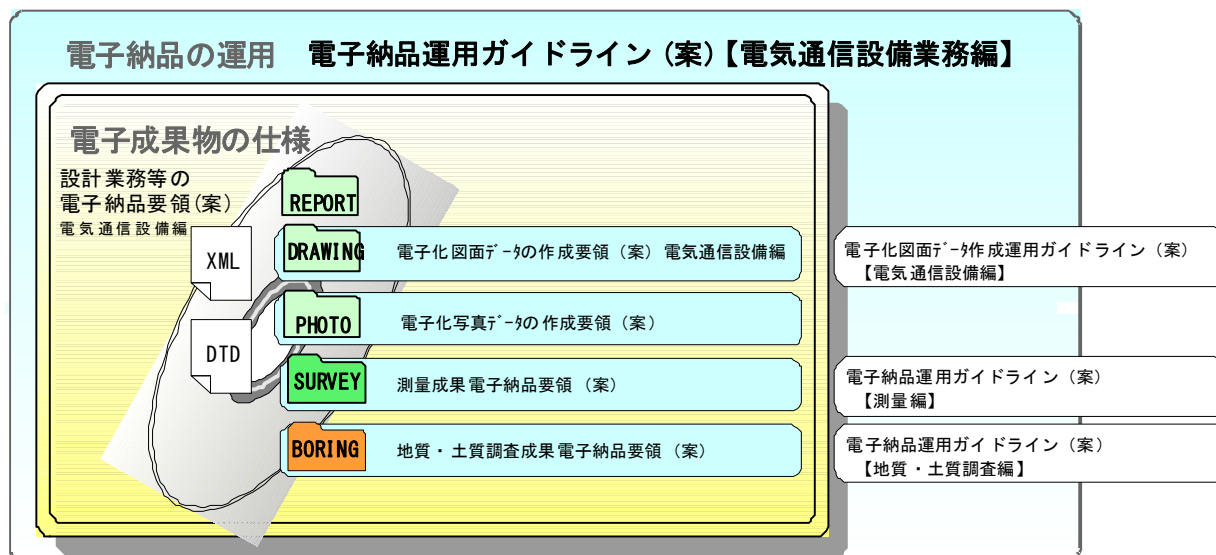 電子納品の運用 電子納品運用ガイドライン(案)【電気通信設備業務編】
電子成果物の仕様
設計業務等の
電子納品要領(案)
電気通信設備編
XML
DTD
REPORT
DRAWING 電子化図面ﾃﾞｰﾀの作成要領（案）電気通信設備編
電子化図面ﾃﾞｰﾀ作成運用ガイドライン（案）
【電気通信設備編】
PHOTO 電子化写真ﾃﾞｰﾀの作成要領（案）
SURVEY 測量成果電子納品要領（案）
電子納品運用ガイドライン（案）
【測量編】
BORING 地質・土質調査成果電子納品要領（案）
電子納品運用ガイドライン（案）
【地質・土質調査編】